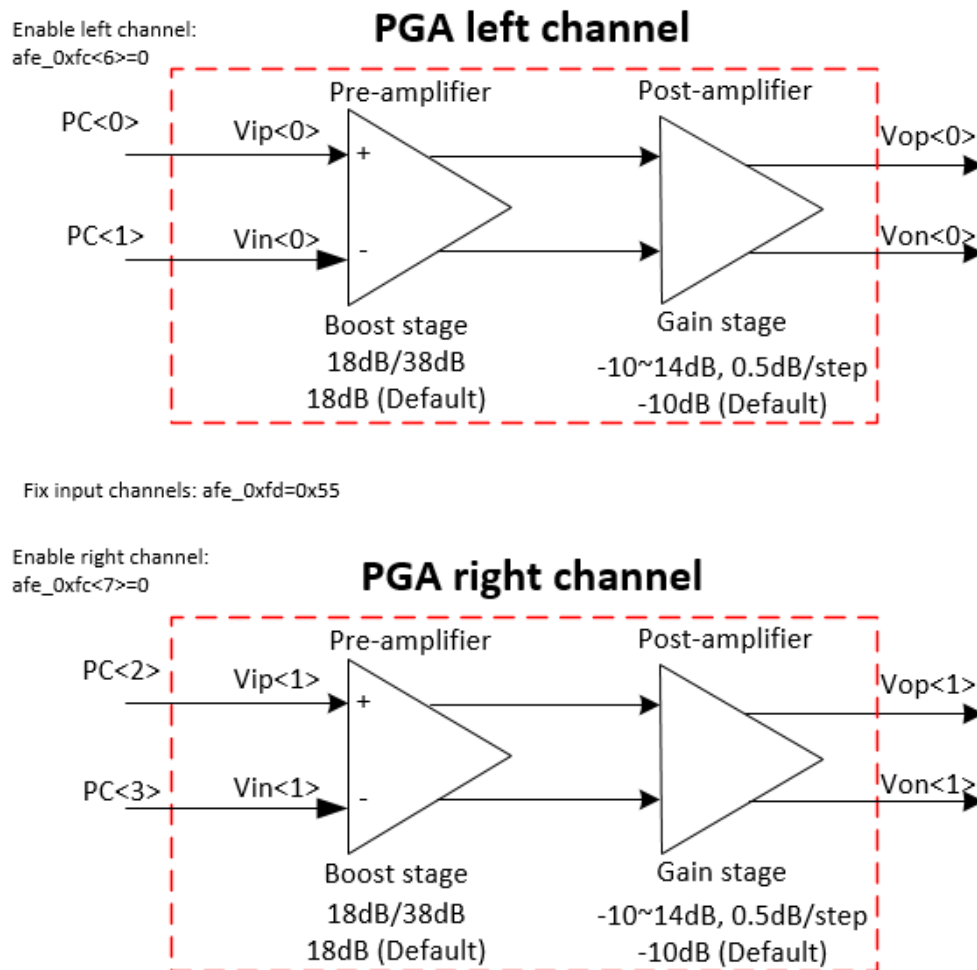 Enable left channel:
afe_0xfc<6>=0
PGA left channel
Pre-amplifier
Post-amplifier
PC<0>
Vip<0>
+
Vop<0>
PC<1>
Vin<0>
-
Von<0>
Boost stage
18dB/38dB
18dB (Default)
Gain stage
-10~14dB, 0.5dB/step
-10dB (Default)
Fix input channels: afe_0xfd=0x55
Enable right channel:
afe_0xfc<7>=0
PGA right channel
Pre-amplifier
Post-amplifier
PC<2>
Vip<1>
+
Vop<1>
PC<3>
Vin<1>
-
Von<1>
Boost stage
18dB/38dB
18dB (Default)
Gain stage
-10~14dB, 0.5dB/step
-10dB (Default)